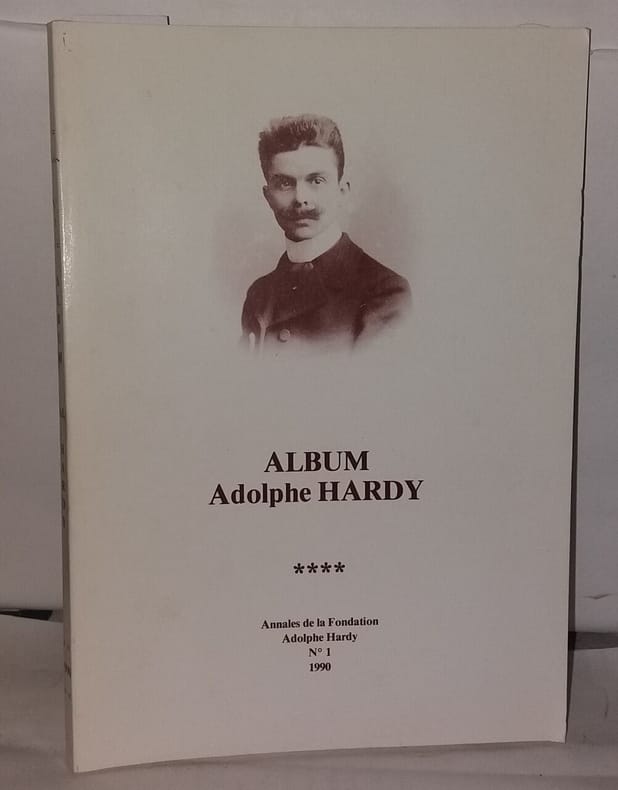 ALBUM
Adolphe HARDY
****
Annales de la Fondation
Adolphe Hardy
N° 1
1990